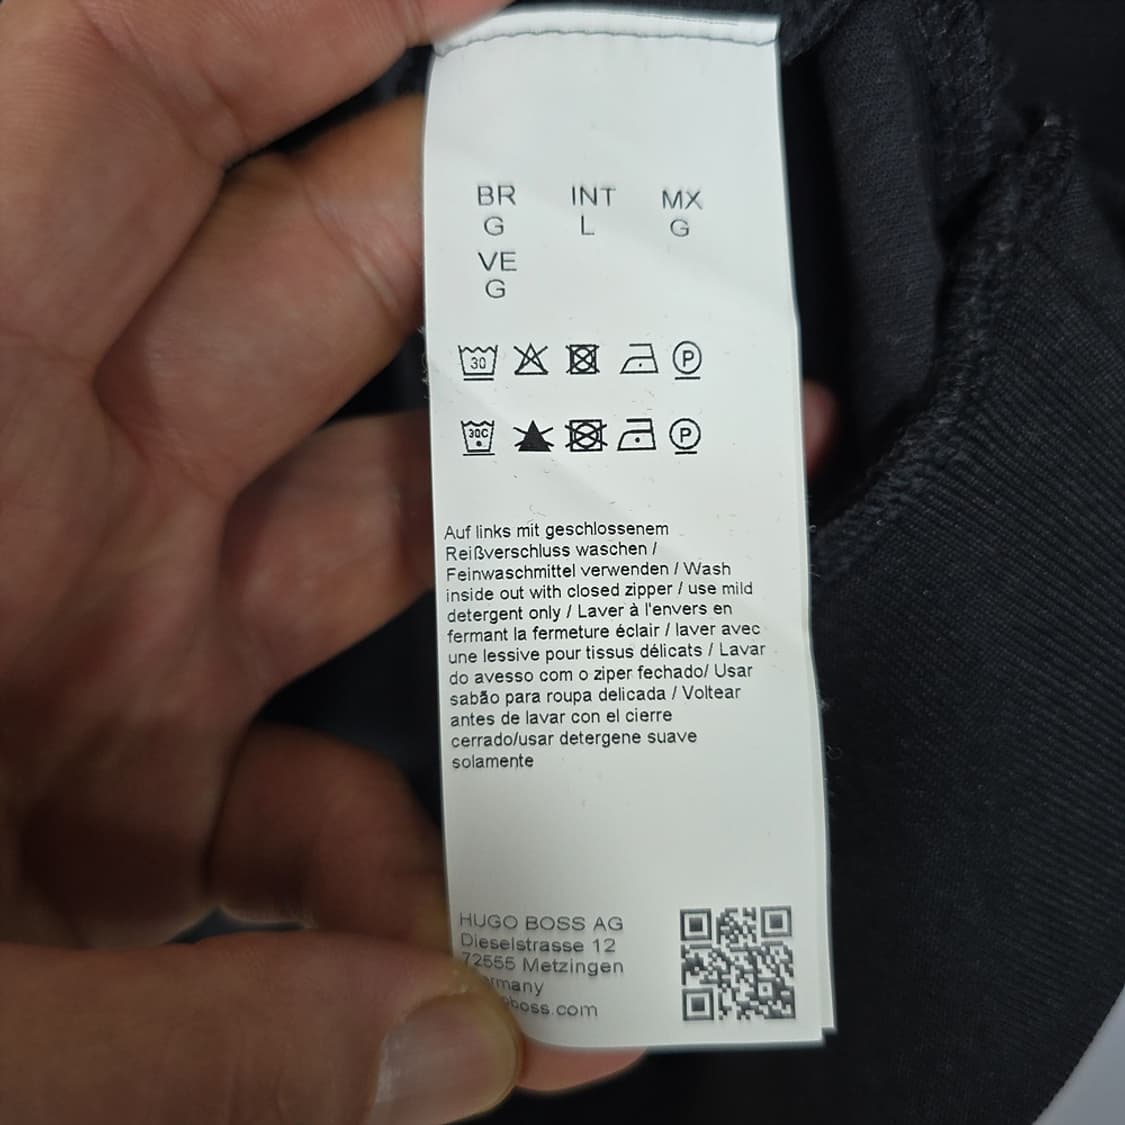 BR INT MX
G L G
VE
G
30 P
30C P
Auf links mit geschlossenem
Reißverschluss waschen /
Feinwaschmittel verwenden / Wash
inside out with closed zipper / use mild
detergent only / Laver à l'envers en
fermant la fermeture éclair / laver avec
une lessive pour tissus délicats / Lavar
do avesso com o ziper fechado/ Usar
sabão para roupa delicada / Voltear
antes de lavar con el cierre
cerrado/usar detergene suave
solamente
HUGO BOSS AG
Dieselstrasse 12
72555 Metzingen